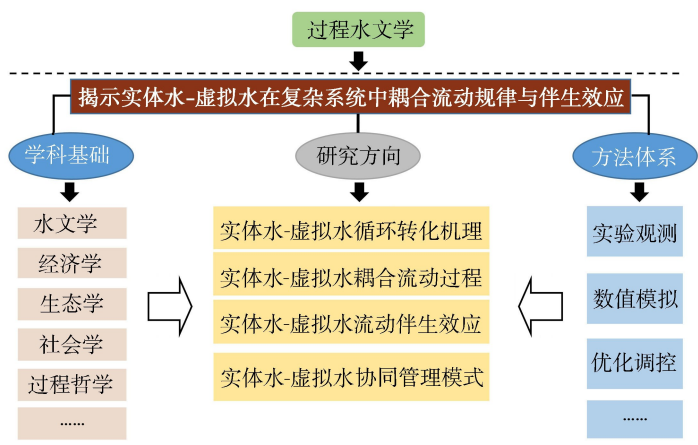 过程水文学
揭示实体水-虚拟水在复杂系统中耦合流动规律与伴生效应
学科基础
研究方向
方法体系
水文学
经济学
生态学
社会学
过程哲学
……
实体水-虚拟水循环转化机理
实体水-虚拟水耦合流动过程
实体水-虚拟水流动伴生效应
实体水-虚拟水协同管理模式
实验观测
数值模拟
优化调控
……